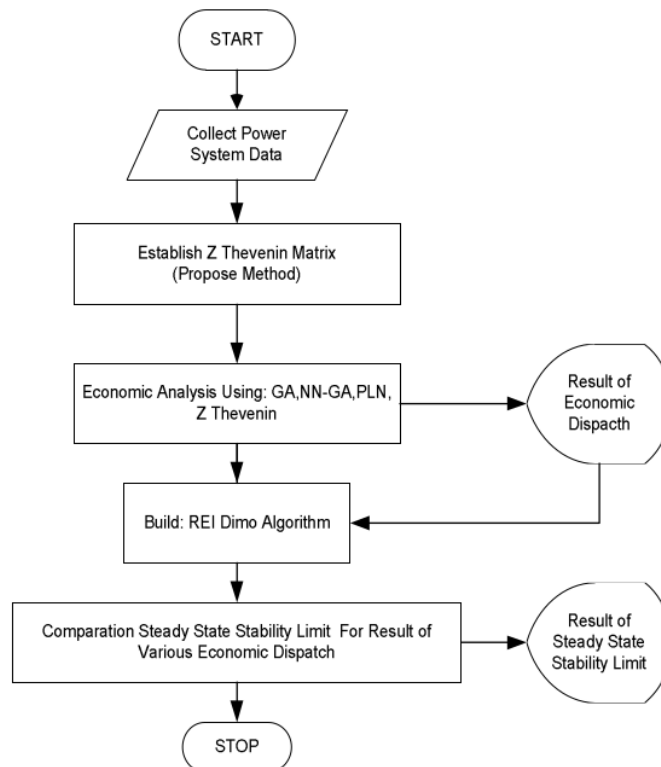 START
Collect Power
System Data
Establish Z Thevenin Matrix
(Propose Method)
Economic Analysis Using: GA,NN-GA,PLN,
Z Thevenin
Result of
Economic
Dispacth
Build: REI Dimo Algorithm
Comparation Steady State Stability Limit For Result of
Various Economic Dispatch
Result of
Steady State
Stability Limit
STOP